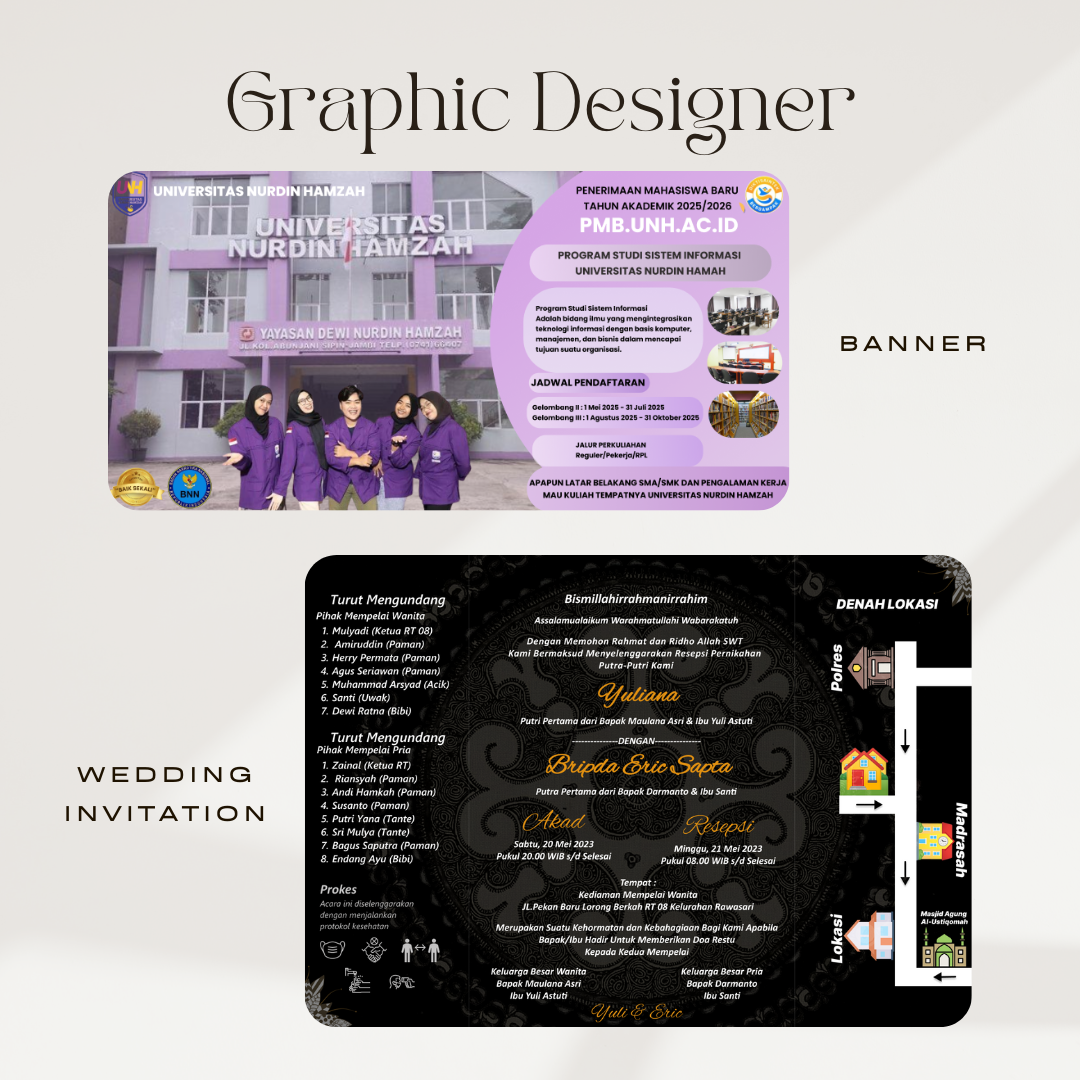 Graphic Designer
UNH
UNIVERSITAS NURDIN HAMZAH
UNIVERSITAS
NURDIN HAMZAH
YAYASAN DEWI NURDIN HAMZAH
BAIK SEKALI
BNN
PENERIMAAN MAHASISWA BARU
TAHUN AKADEMIK 2025/2026
PMB.UNH.AC.ID
PROGRAM STUDI SISTEM INFORMASI
UNIVERSITAS NURDIN HAMAH
Program Studi Sistem Informasi
Adalah bidang ilmu yang mengintegrasikan
teknologi informasi dengan basis komputer,
manajemen, dan bisnis dalam mencapai
tujuan suatu organisasi.
JADWAL PENDAFTARAN
Gelombang II : 1 Mei 2025 - 31 Juli 2025
Gelombang III : 1 Agustus 2025 - 31 Oktober 2025
JALUR PERKULIAHAN
Reguler/Pekerja/RPL
APAPUN LATAR BELAKANG SMA/SMK DAN PENGALAMAN KERJA
MAU KULIAH TEMPATNYA UNIVERSITAS NURDIN HAMZAH
BANNER
WEDDING
INVITATION
Turut Mengundang
Pihak Mempelai Wanita
1. Mulyadi (Ketua RT 08)
2. Amiruddin (Paman)
3. Herry Permata (Paman)
4. Agus Seriawan (Paman)
5. Muhammad Arsyad (Acik)
6. Santi (Uwak)
7. Dewi Ratna (Bibi)
Turut Mengundang
Pihak Mempelai Pria
1. Zainal (Ketua RT)
2. Riansyah (Paman)
3. Andi Hamkah (Paman)
4. Susanto (Paman)
5. Putri Yana (Tante)
6. Sri Mulya (Tante)
7. Bagus Saputra (Paman)
8. Endang Ayu (Bibi)
Prokes
Acara ini diselenggarakan
dengan menjalankan
protokol kesehatan
Bismillahirrahmanirrahim
Assalamualaikum Warahmatullahi Wabarakatuh
Dengan Memohon Rahmat dan Ridho Allah SWT
Kami Bermaksud Menyelenggarakan Resepsi Pernikahan
Putra-Putri Kami
Yuliana
Putri Pertama dari Bapak Maulana Asri & Ibu Yuli Astuti
---------------DENGAN---------------
Bripda Eric Sapta
Putra Pertama dari Bapak Darmanto & Ibu Santi
Akad
Sabtu, 20 Mei 2023
Pukul 20.00 WIB s/d Selesai
Resepsi
Minggu, 21 Mei 2023
Pukul 08.00 WIB s/d Selesai
Tempat :
Kediaman Mempelai Wanita
JL.Pekan Baru Lorong Berkah RT 08 Kelurahan Rawasari
Merupakan Suatu Kehormatan dan Kebahagiaan Bagi Kami Apabila
Bapak/Ibu Hadir Untuk Memberikan Doa Restu
Kepada Kedua Mempelai
Keluarga Besar Wanita
Bapak Maulana Asri
Ibu Yuli Astuti
Keluarga Besar Pria
Bapak Darmanto
Ibu Santi
Yuli & Eric
DENAH LOKASI
Polres
Madrasah
Lokasi
Masjid Agung
Al-Ustiqomah